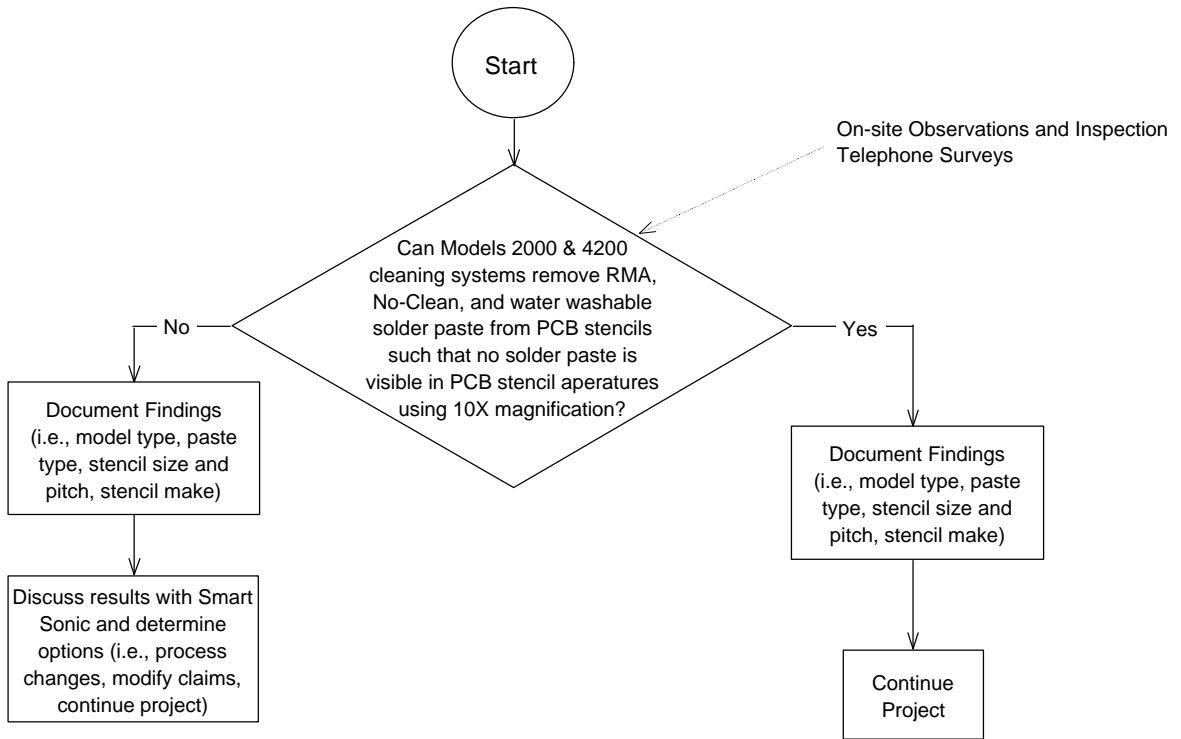 Start
On-site Observations and Inspection
Telephone Surveys
Can Models 2000 & 4200
cleaning systems remove RMA,
No-Clean, and water washable
solder paste from PCB stencils
such that no solder paste is
visible in PCB stencil aperatures
using 10X magnification?
No
Yes
Document Findings
(i.e., model type, paste
type, stencil size and
pitch, stencil make)
Discuss results with Smart
Sonic and determine
options (i.e., process
changes, modify claims,
continue project)
Document Findings
(i.e., model type, paste
type, stencil size and
pitch, stencil make)
Continue
Project